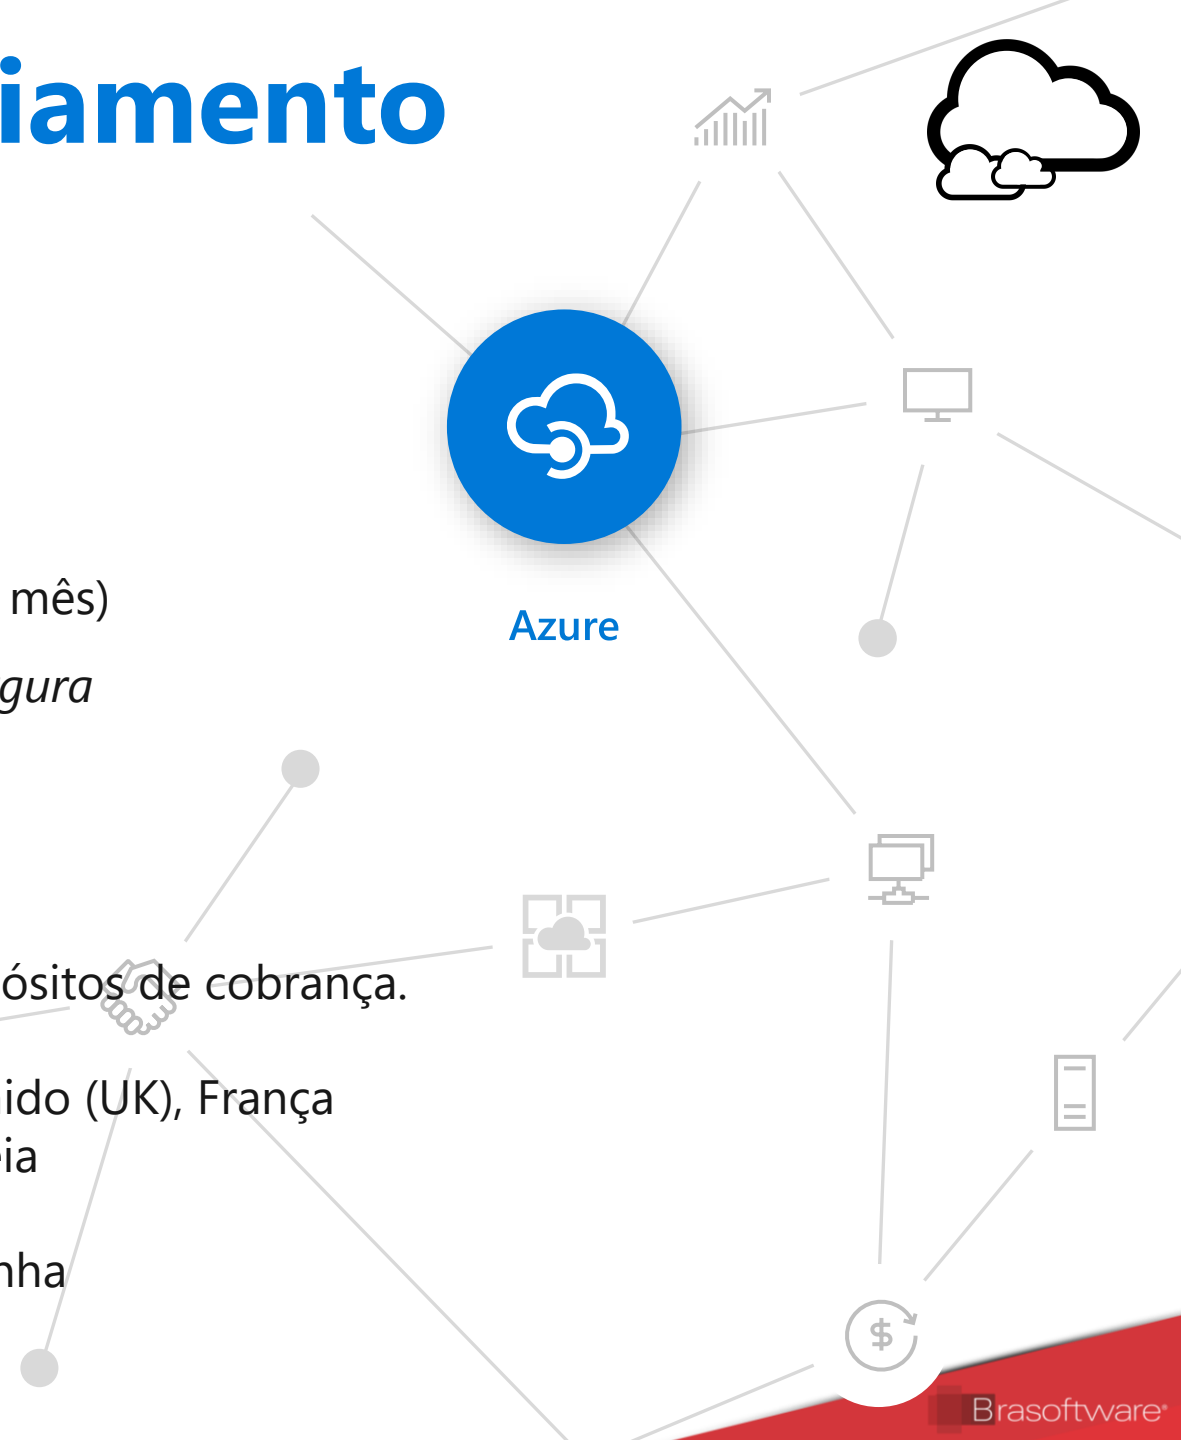 iamento
mês)
gura
Azure
ósitos de cobrança.
ido (UK), França
ia
nha
$
Brasoftware